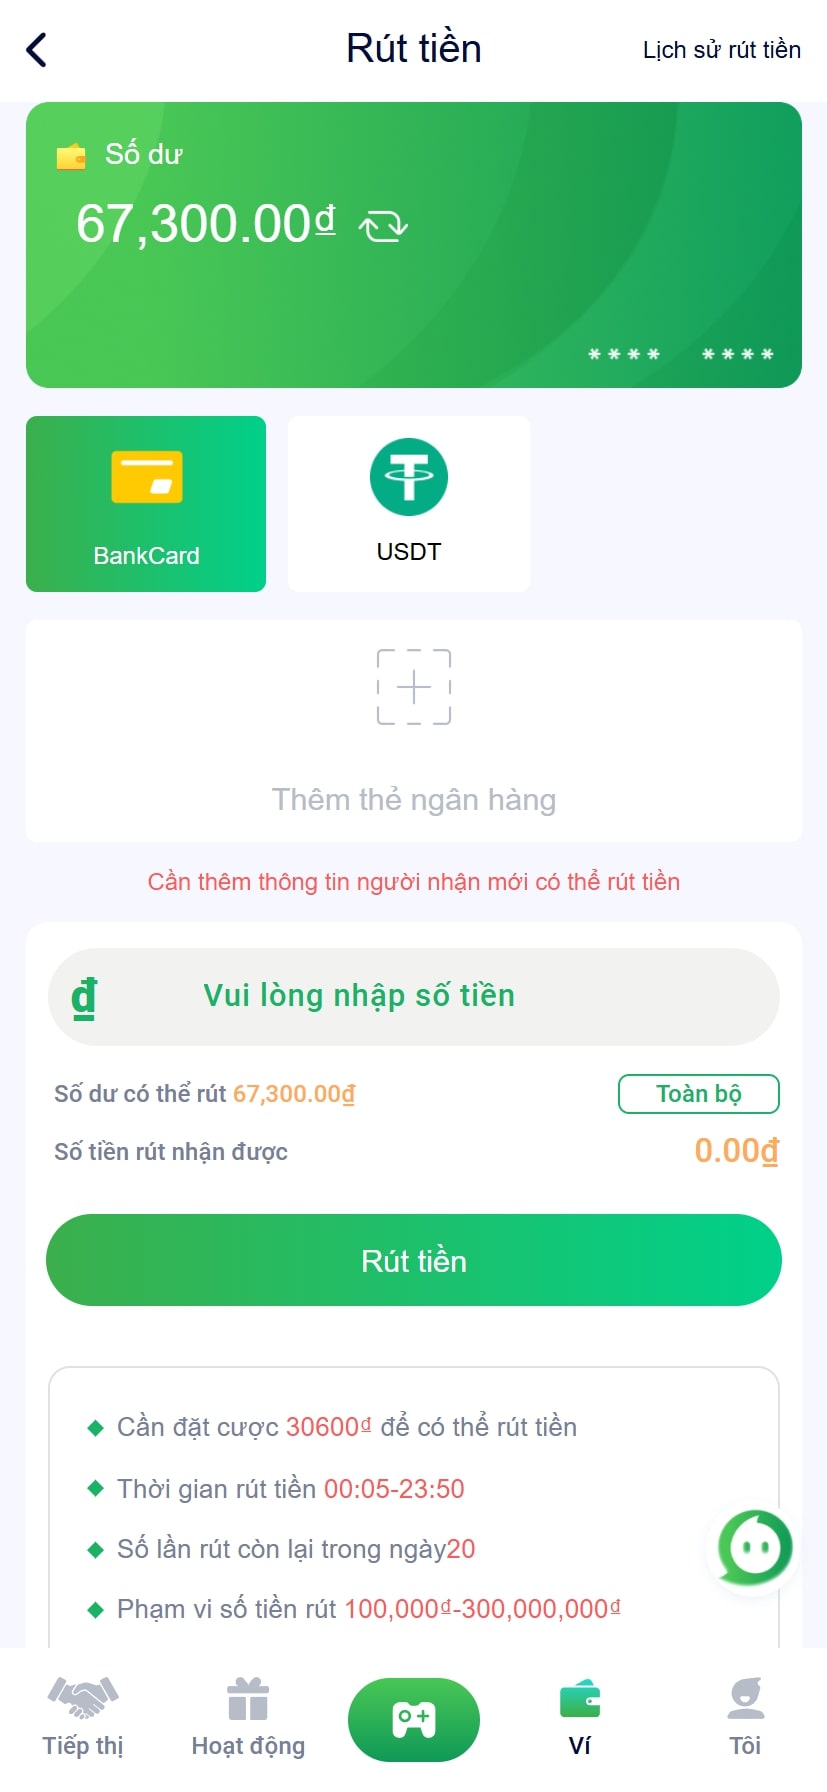 Rút tiền
Lịch sử rút tiền
Số dư
67,300.00₫
**** ****
BankCard
USDT
Thêm thẻ ngân hàng
Cần thêm thông tin người nhận mới có thể rút tiền
₫ Vui lòng nhập số tiền
Số dư có thể rút 67,300.00₫
Toàn bộ
Số tiền rút nhận được
0.00₫
Rút tiền
Cần đặt cược 30600₫ để có thể rút tiền
Thời gian rút tiền 00:05-23:50
Số lần rút còn lại trong ngày20
Phạm vi số tiền rút 100,000₫-300,000,000₫
Tiếp thị
Hoạt động
Ví
Tôi